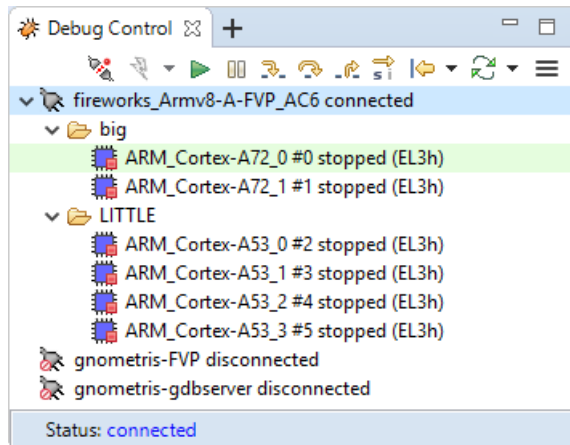 Debug Control
fireworks_Armv8-A-FVP_AC6 connected
big
ARM_Cortex-A72_0 #0 stopped (EL3h)
ARM_Cortex-A72_1 #1 stopped (EL3h)
LITTLE
ARM_Cortex-A53_0 #2 stopped (EL3h)
ARM_Cortex-A53_1 #3 stopped (EL3h)
ARM_Cortex-A53_2 #4 stopped (EL3h)
ARM_Cortex-A53_3 #5 stopped (EL3h)
gnometris-FVP disconnected
gnometris-gdbserver disconnected
Status: connected